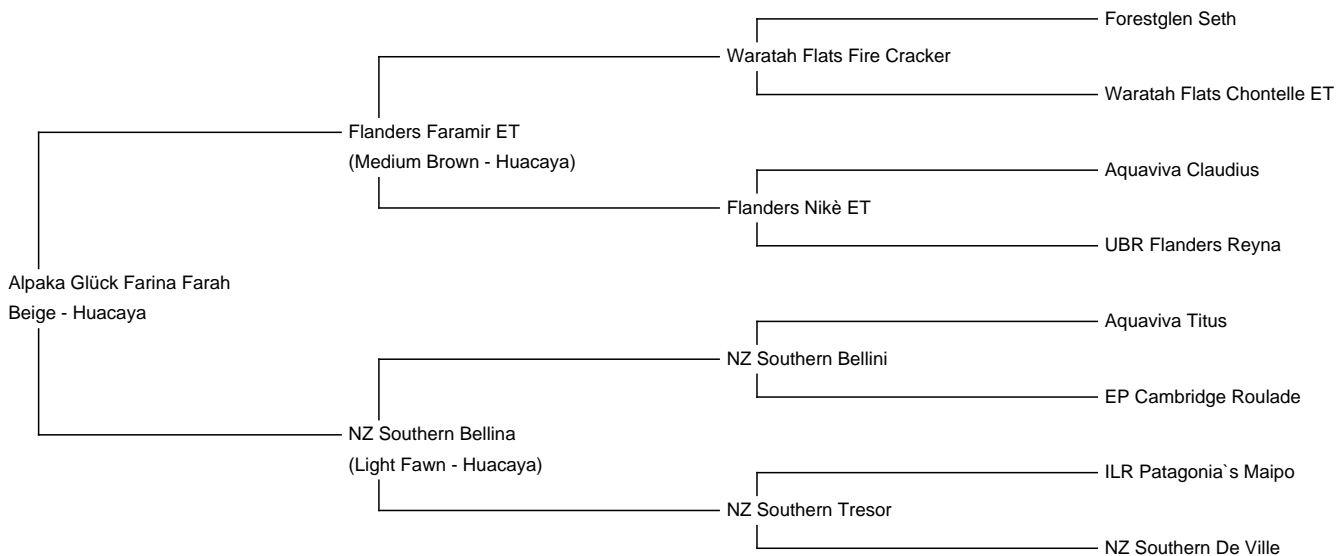 Forestglen Seth
Waratah Flats Fire Cracker
Waratah Flats Chontelle ET
Flanders Faramir ET
(Medium Brown - Huacaya)
Aquaviva Claudius
Flanders Nikè ET
UBR Flanders Reyna
Alpaka Glück Farina Farah
Beige - Huacaya
Aquaviva Titus
NZ Southern Bellini
EP Cambridge Roulade
NZ Southern Bellina
(Light Fawn - Huacaya)
ILR Patagonia`s Maipo
NZ Southern Tresor
NZ Southern De Ville